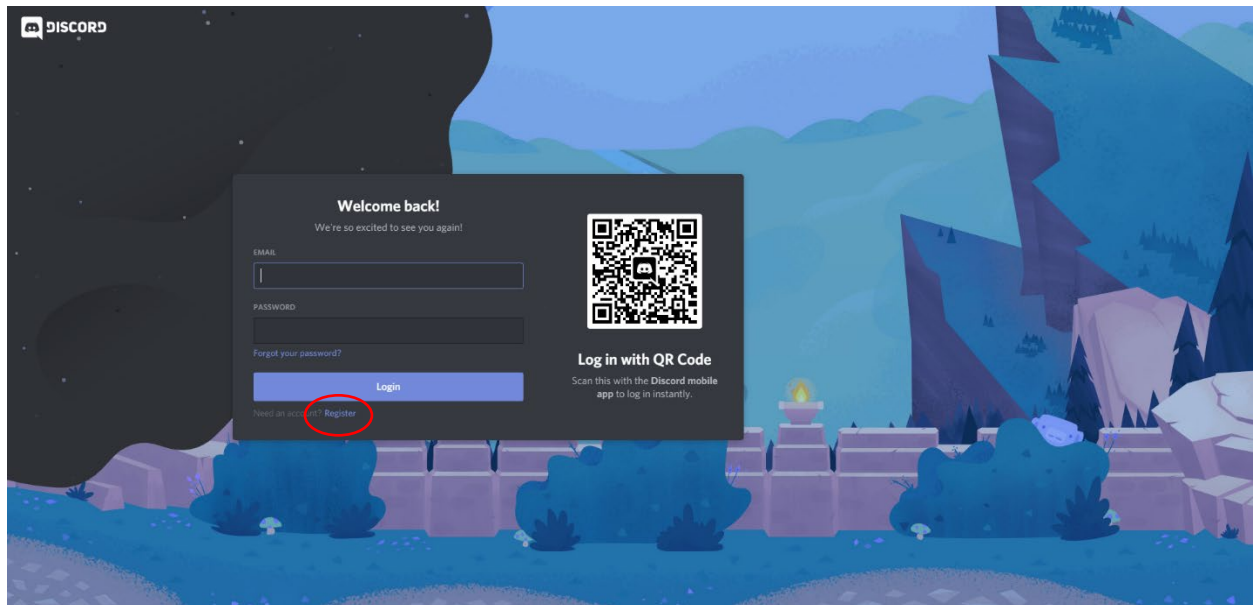 DISCORD
Welcome back!
We're so excited to see you again!
EMAIL
PASSWORD
Forgot your password?
Login
Need an account? Register
Log in with QR Code
Scan this with the Discord mobile
app to log in instantly.